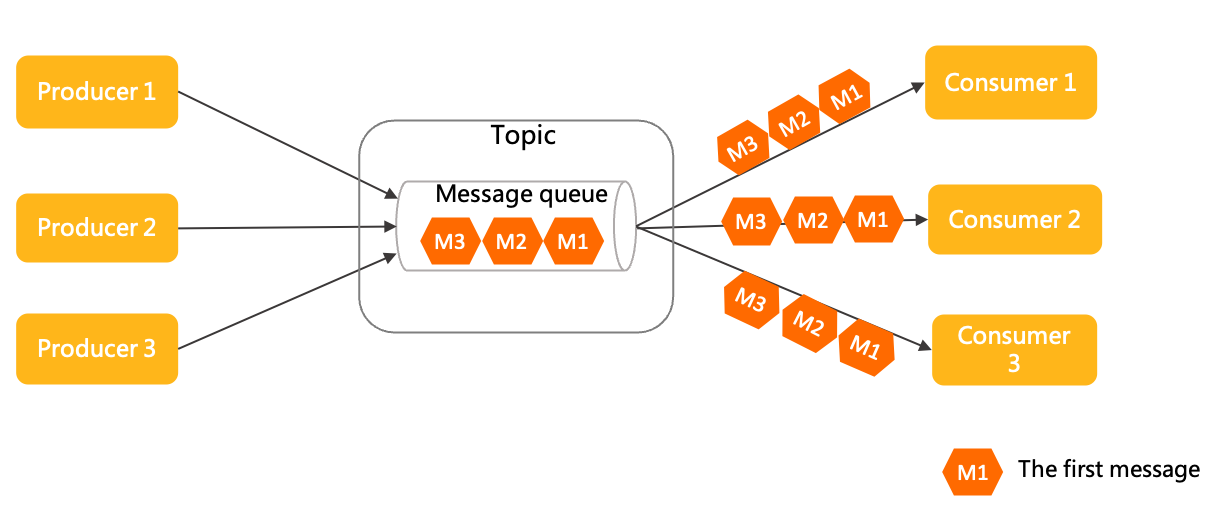 Producer 1
Producer 2
Producer 3
Topic
Message queue
M3 M2 M1
M3 M2 M1
Consumer 1
M3 M2 M1
Consumer 2
M3 M2 M1
Consumer
3
M1 The first message